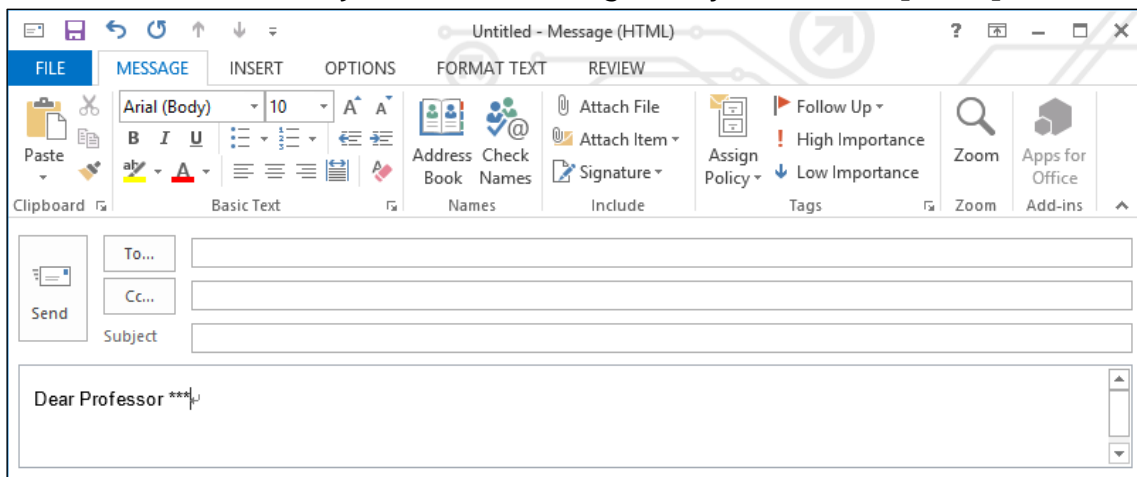 Untitled - Message (HTML) ?
FILE MESSAGE INSERT OPTIONS FORMAT TEXT REVIEW
Arial (Body) 10 A A Attach File Follow Up
B I U Attach Item High Importance
Paste Address Book Check Names Signature Assign Policy Low Importance Zoom Apps for Office
ab A
Clipboard Basic Text Names Include Tags Zoom Add-ins
To...
Cc...
Send
Subject
Dear Professor ***